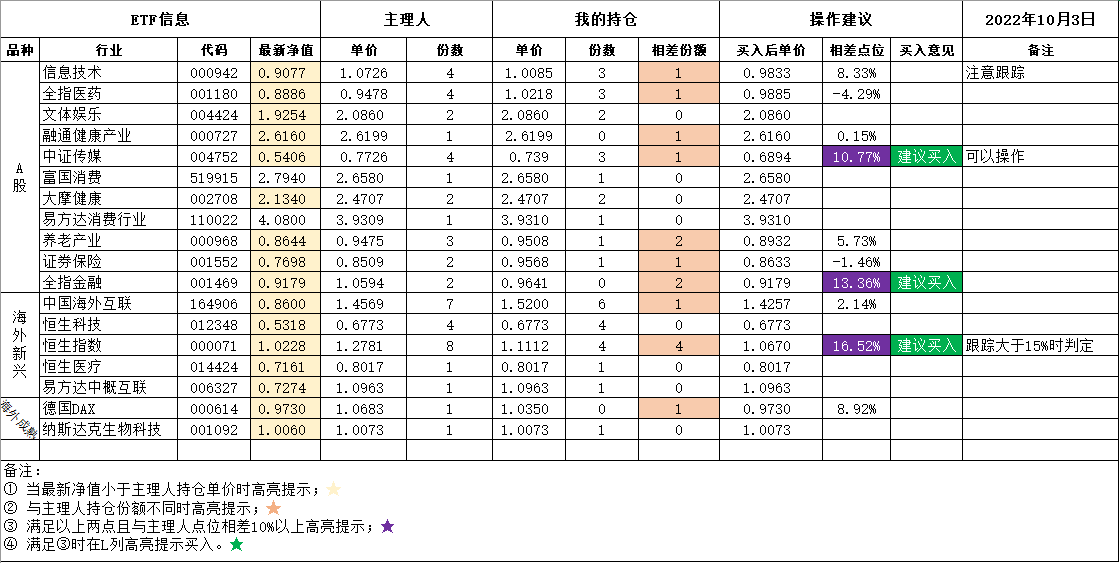 ETF信息 主理人 我的持仓 操作建议 2022年10月3日
品种 行业 代码 最新净值 单价 份数 单价 份数 相差份额 买入后单价 相差点位 买入意见 备注
A股
信息技术 000942 0.9077 1.0726 4 1.0085 3 1 0.9833 8.33% 注意跟踪
全指医药 001180 0.8886 0.9478 4 1.0218 3 1 0.9885 -4.29%
文体娱乐 004424 1.9254 2.0860 2 2.0860 2 0 2.0860
融通健康产业 000727 2.6160 2.6199 1 2.6199 0 1 2.6160 0.15%
中证传媒 004752 0.5406 0.7726 4 0.739 3 1 0.6894 10.77% 建议买入 可以操作
富国消费 519915 2.7940 2.6580 1 2.6580 1 0 2.6580
大摩健康 002708 2.1340 2.4707 2 2.4707 2 0 2.4707
易方达消费行业 110022 4.0800 3.9309 1 3.9310 1 0 3.9310
养老产业 000968 0.8644 0.9475 3 0.9508 1 2 0.8932 5.73%
证券保险 001552 0.7698 0.8509 2 0.9568 1 1 0.8633 -1.46%
全指金融 001469 0.9179 1.0594 2 0.9641 0 2 0.9179 13.36% 建议买入
海外新兴
中国海外互联 164906 0.8600 1.4569 7 1.5200 6 1 1.4257 2.14%
恒生科技 012348 0.5318 0.6773 4 0.6773 4 0 0.6773
恒生指数 000071 1.0228 1.2781 8 1.1112 4 4 1.0670 16.52% 建议买入 跟踪大于15%时判定
恒生医疗 014424 0.7161 0.8017 1 0.8017 1 0 0.8017
易方达中概互联 006327 0.7274 1.0963 1 1.0963 1 0 1.0963
海外成熟
德国DAX 000614 0.9730 1.0683 1 1.0350 0 1 0.9730 8.92%
纳斯达克生物科技 001092 1.0060 1.0073 1 1.0073 1 0 1.0073
备注：
① 当最新净值小于主理人持仓单价时高亮提示；
② 与主理人持仓份额不同时高亮提示；
③ 满足以上两点且与主理人点位相差10%以上高亮提示；
④ 满足③时在L列高亮提示买入。